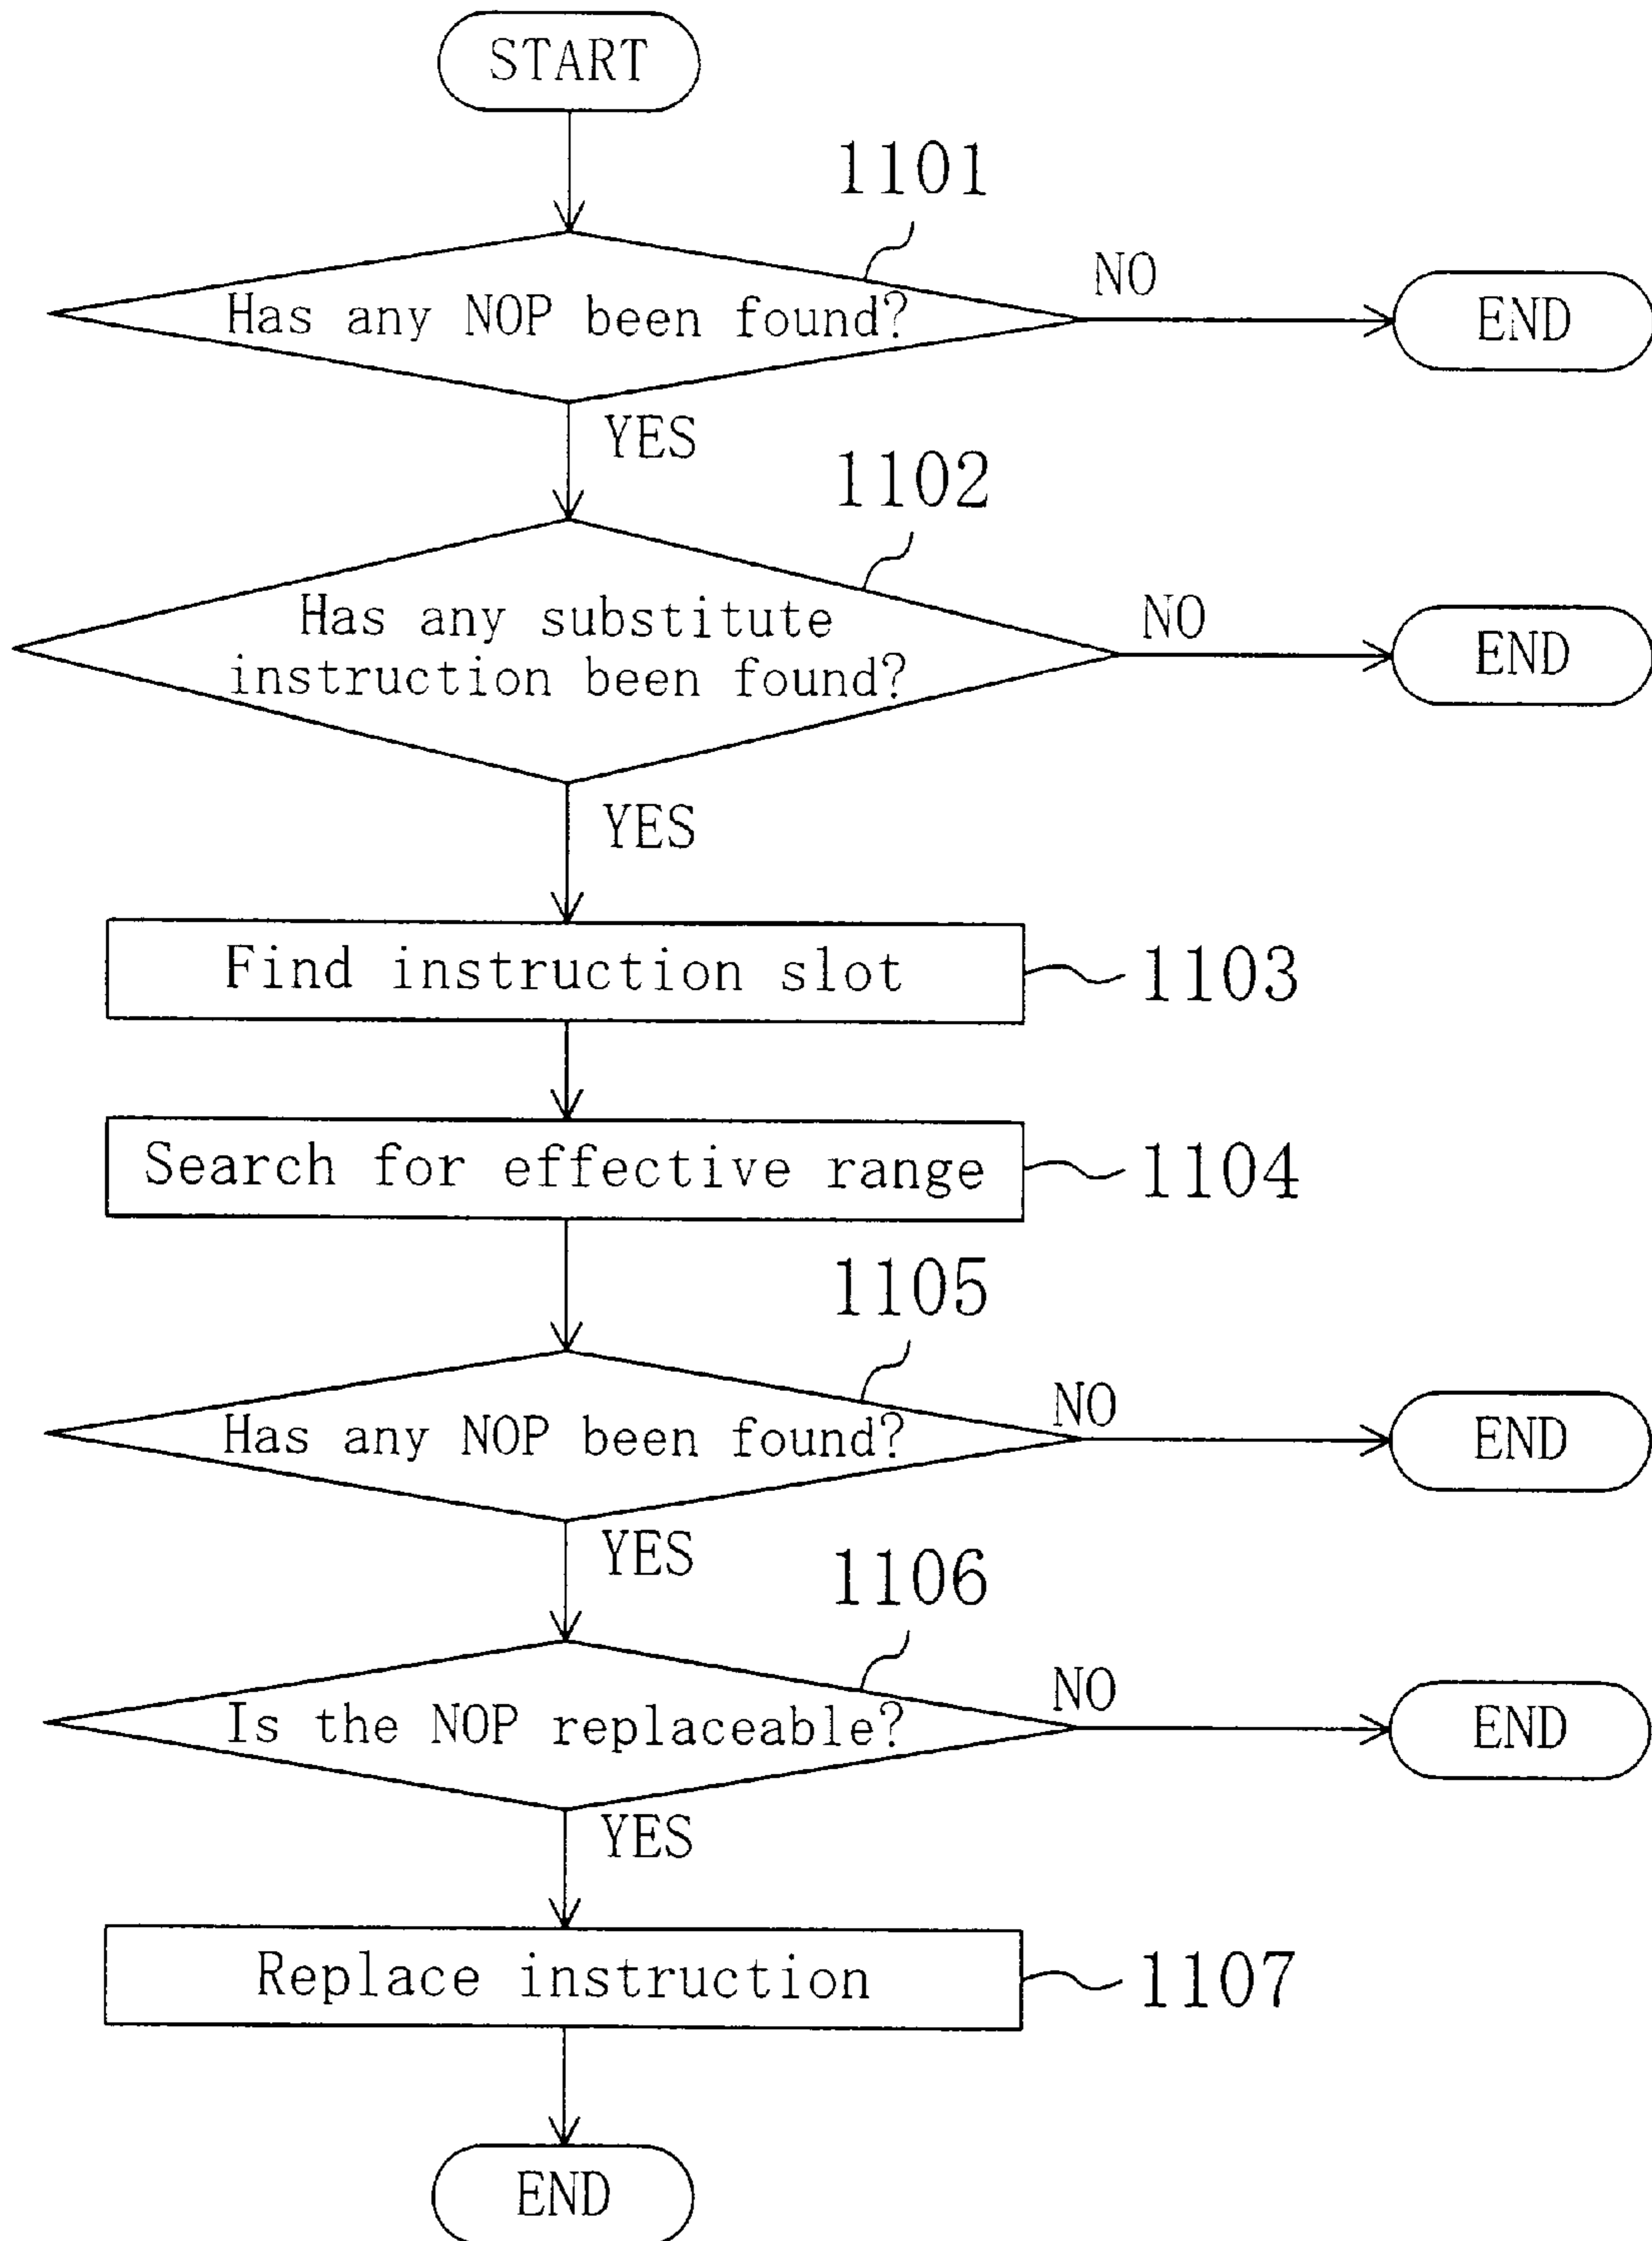 START
1101
Has any NOP been found?
NO
END
YES
1102
Has any substitute
instruction been found?
NO
END
YES
Find instruction slot
1103
Search for effective range
1104
1105
Has any NOP been found?
NO
END
YES
1106
Is the NOP replaceable?
NO
END
YES
Replace instruction
1107
END